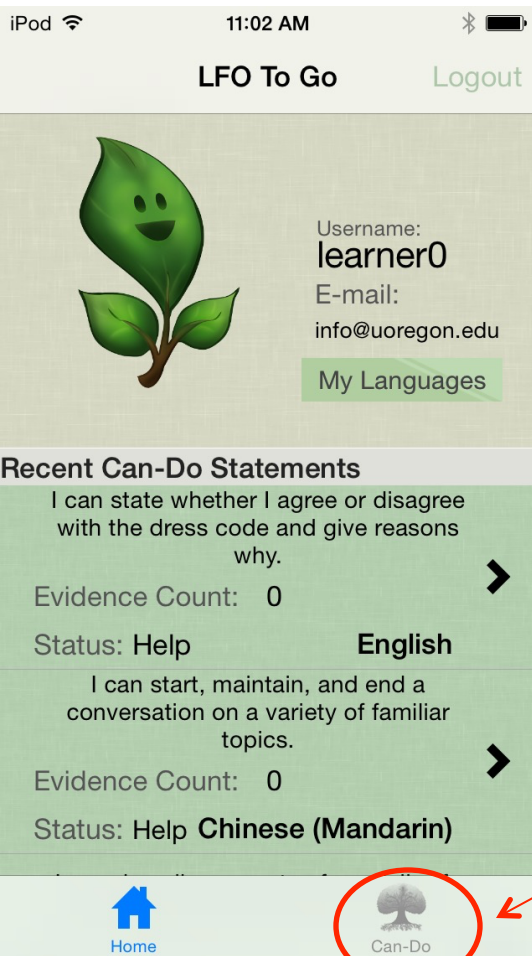 iPod 11:02 AM
LFO To Go Logout
Username:
learner0
E-mail:
info@uoregon.edu
My Languages
Recent Can-Do Statements
I can state whether I agree or disagree
with the dress code and give reasons
why.
Evidence Count: 0
Status: Help English
I can start, maintain, and end a
conversation on a variety of familiar
topics.
Evidence Count: 0
Status: Help Chinese (Mandarin)
Home Can-Do